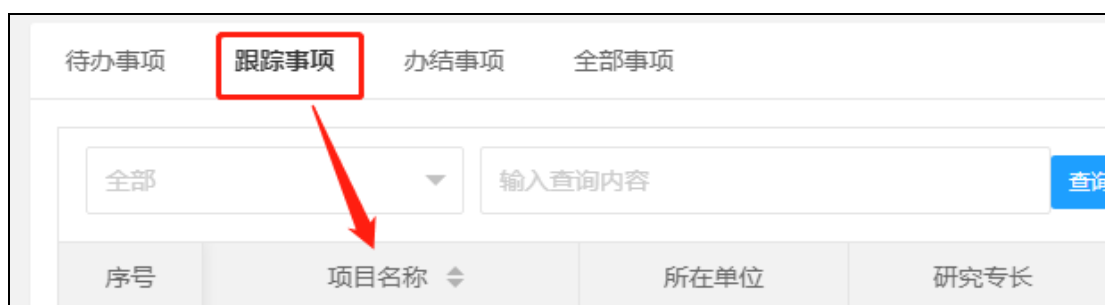 待办事项 跟踪事项 办结事项 全部事项
全部 输入查询内容 查询
序号 项目名称 所在单位 研究专长